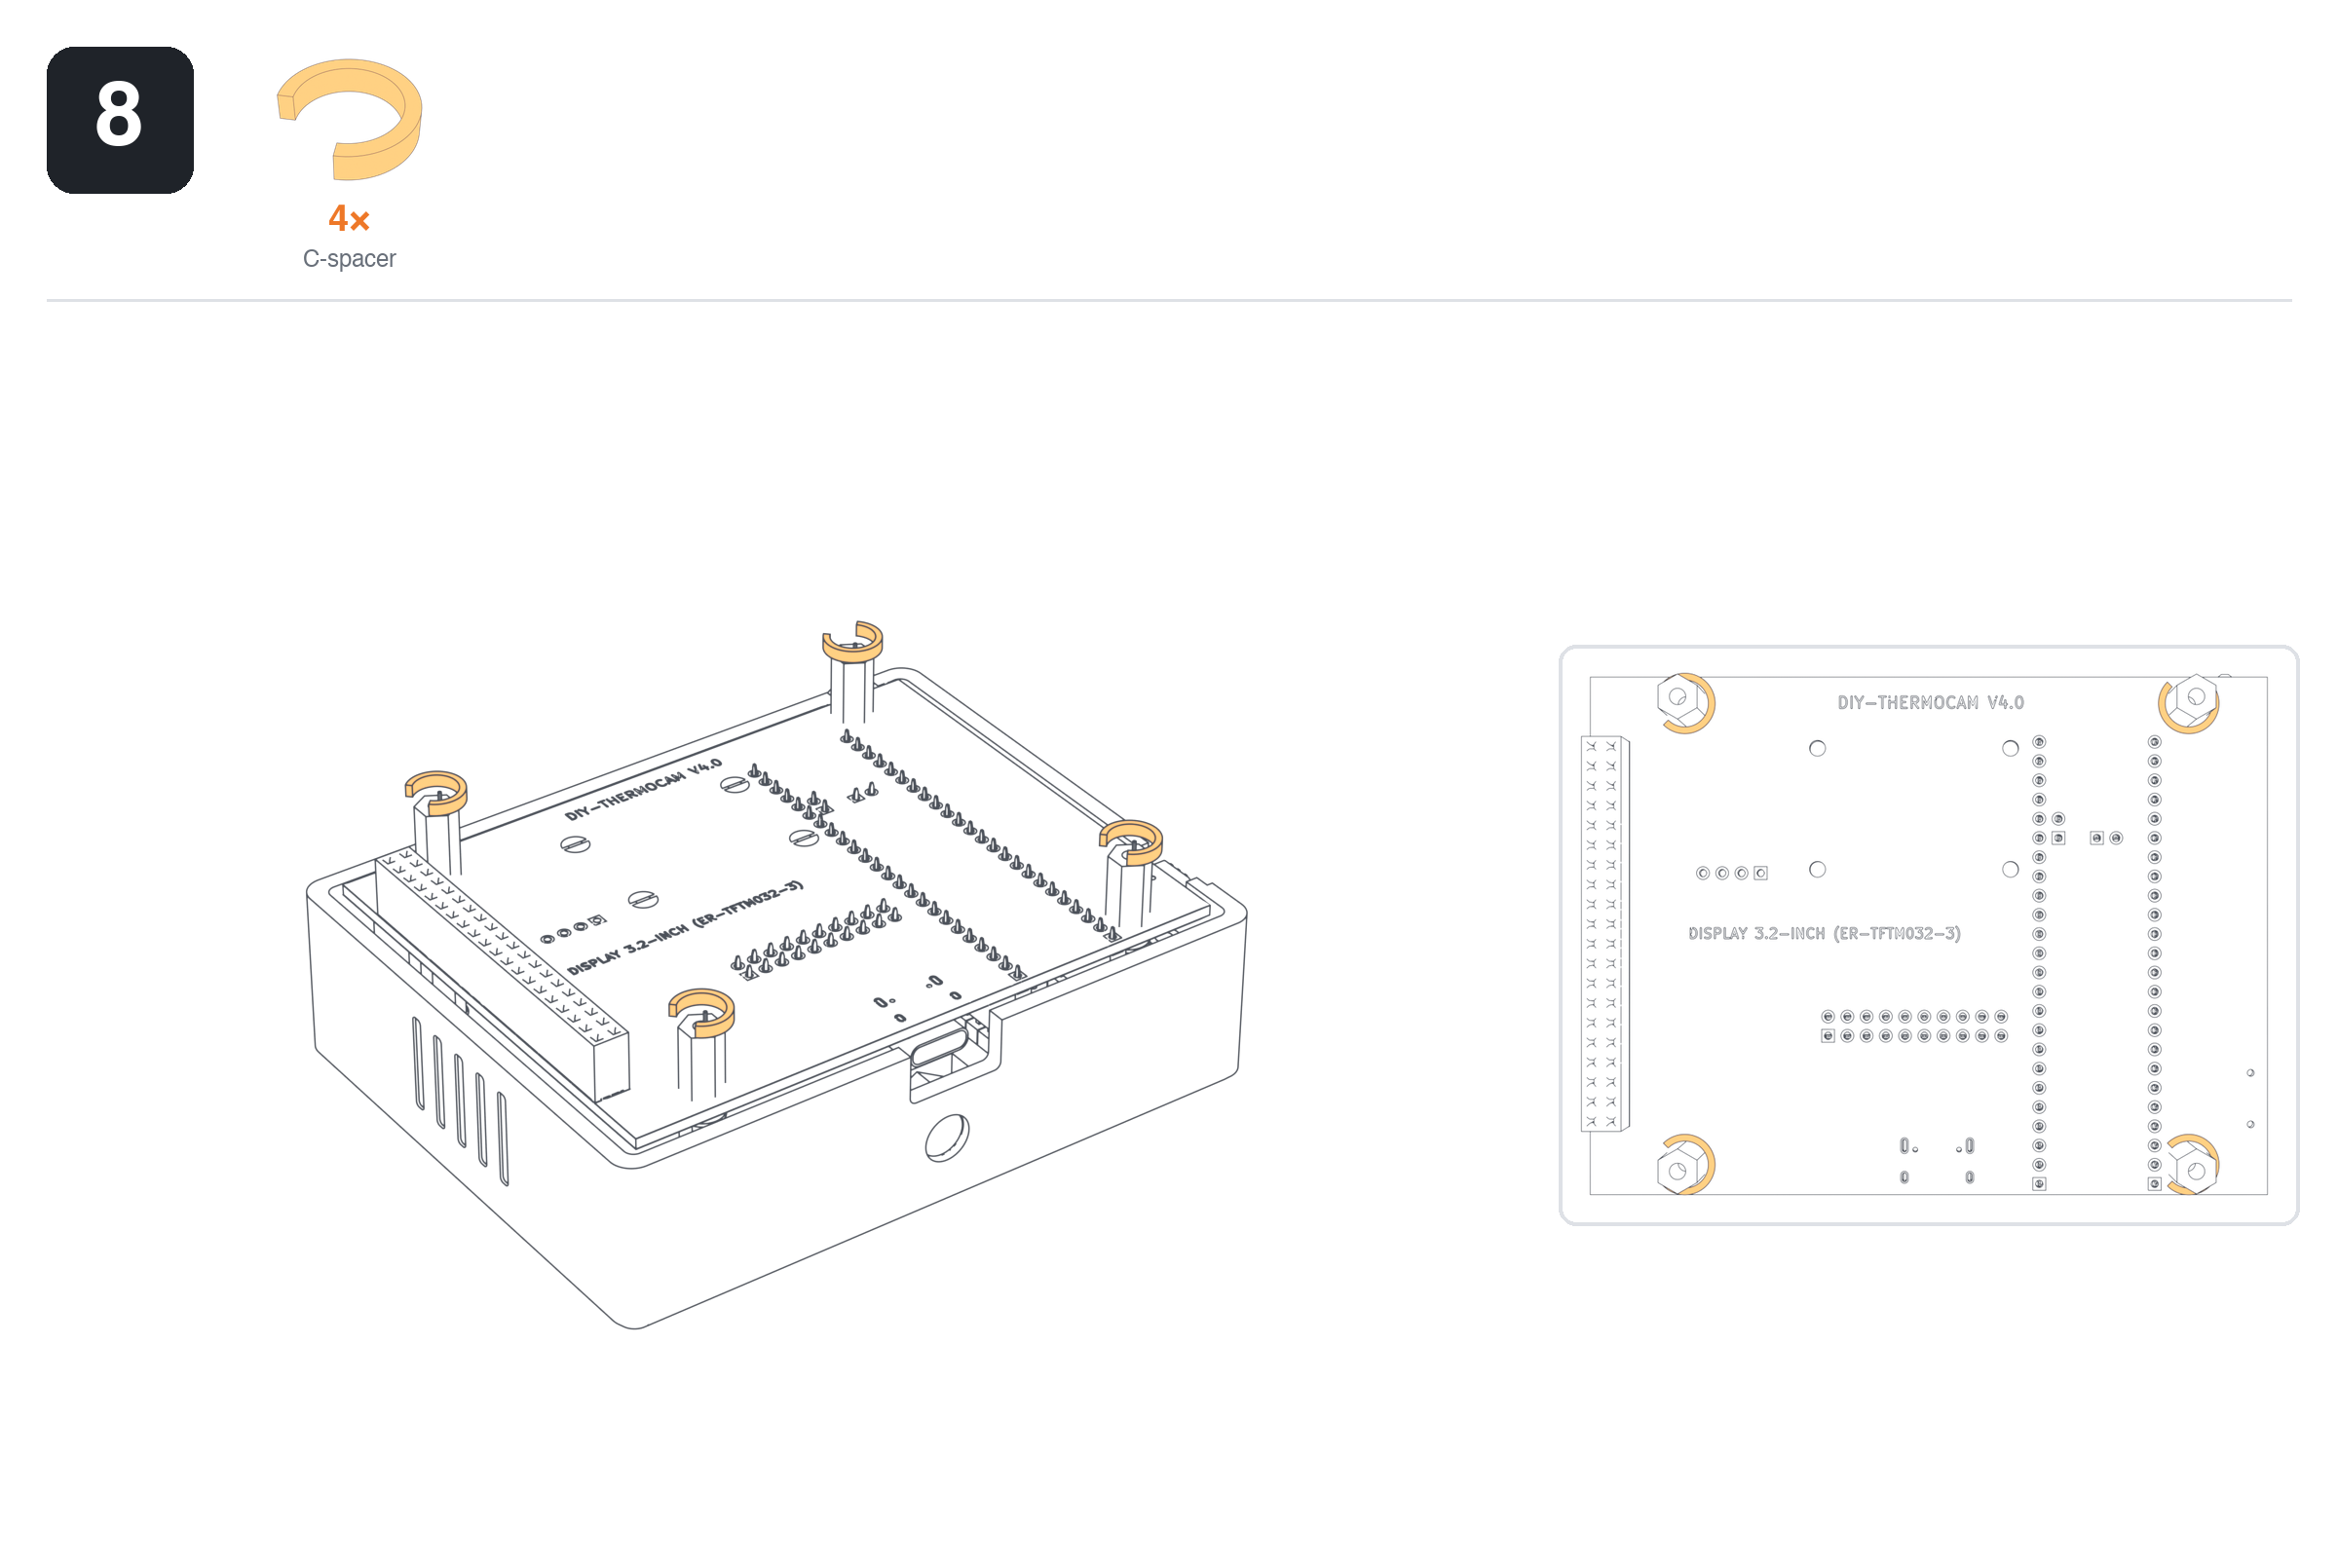 8
4×
C-spacer
DIY-THERMOCAM V4.0
DISPLAY 3.2-INCH (ER-TFTM032-3)
DIY-THERMOCAM V4.0
DISPLAY 3.2-INCH (ER-TFTM032-3)